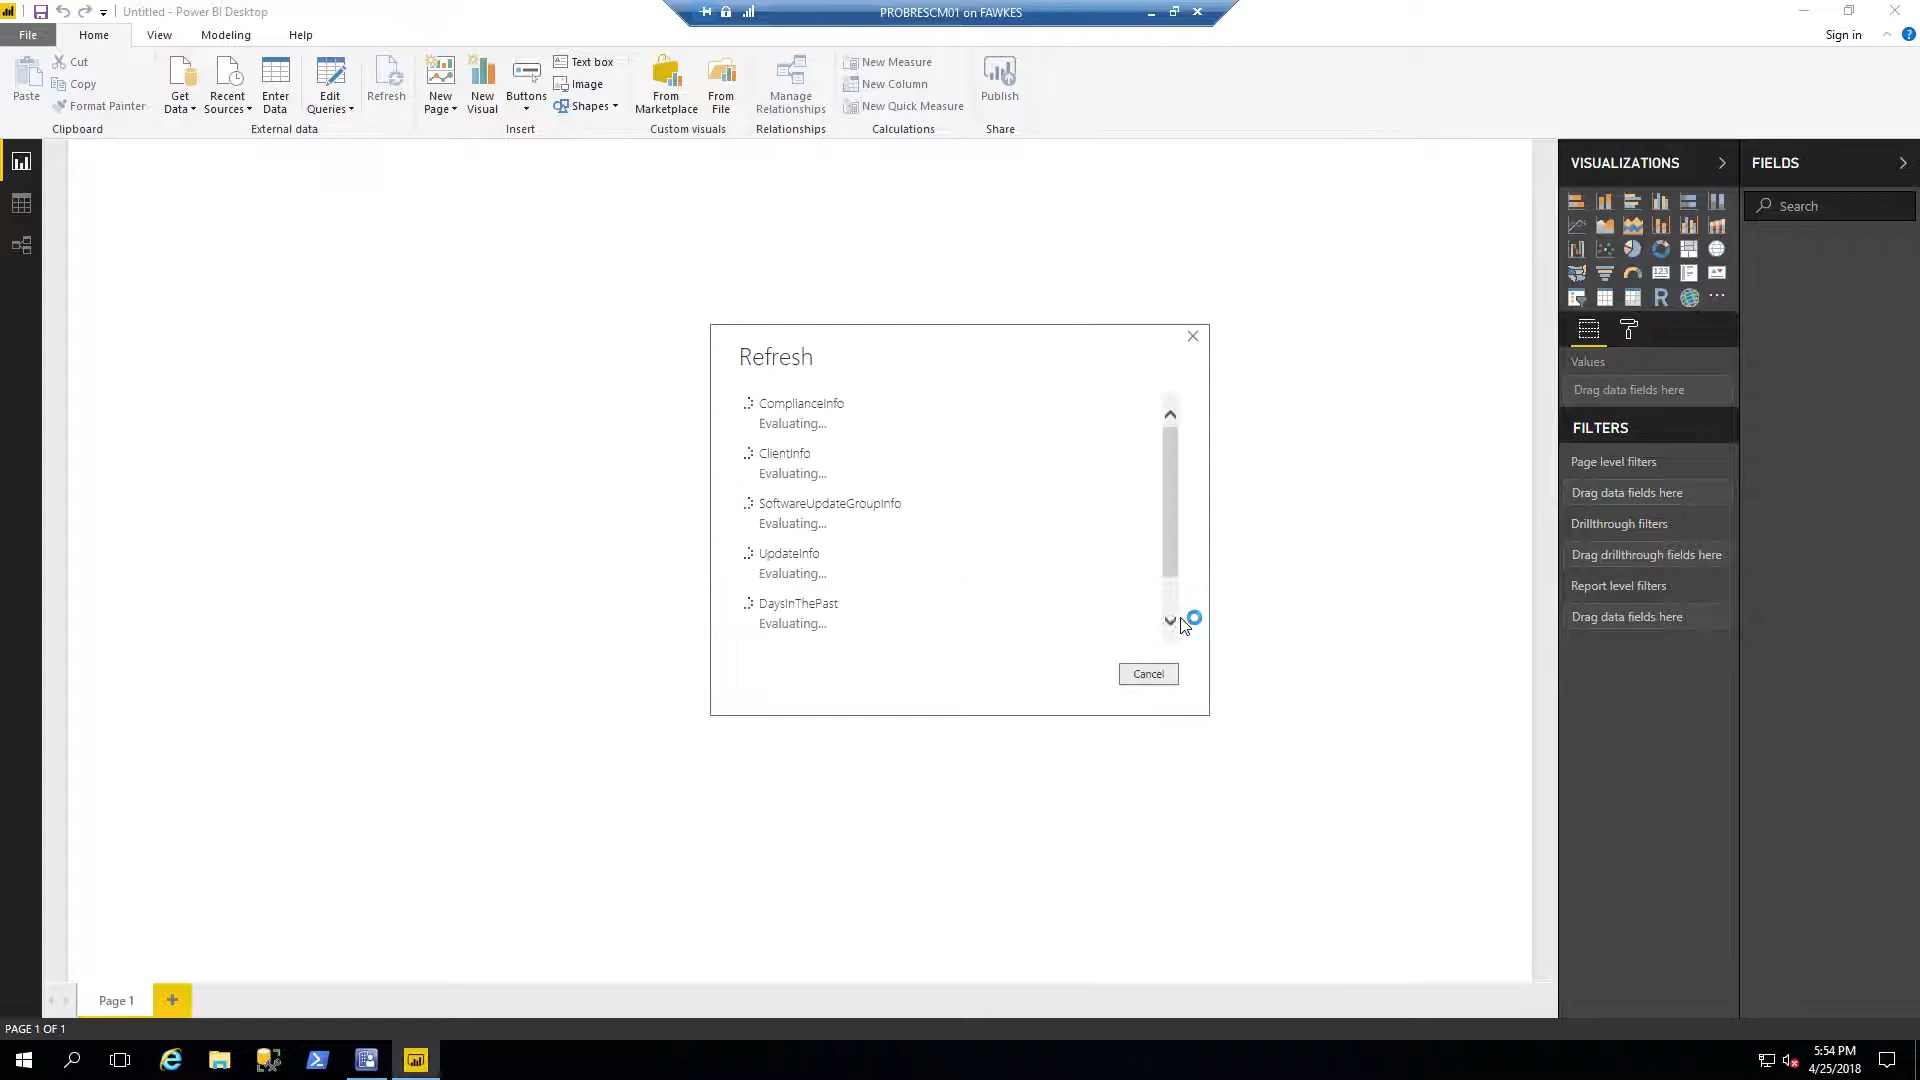 Untitled - Power BI Desktop
PROBRESCM01 on FAWKES
File
Home
View
Modeling
Help
Sign in
Paste
Cut
Copy
Format Painter
Clipboard
Get Data
Recent Sources
Enter Data
Edit Queries
Refresh
External data
New Page
New Visual
Buttons
Text box
Image
Shapes
Insert
From Marketplace
From File
Custom visuals
Manage Relationships
Relationships
New Measure
New Column
New Quick Measure
Calculations
Publish
Share
VISUALIZATIONS
FIELDS
Search
Values
Drag data fields here
FILTERS
Page level filters
Drag data fields here
Drillthrough filters
Drag drillthrough fields here
Report level filters
Drag data fields here
Refresh
ComplianceInfo
Evaluating...
ClientInfo
Evaluating...
SoftwareUpdateGroupInfo
Evaluating...
UpdateInfo
Evaluating...
DaysInThePast
Evaluating...
Cancel
Page 1
PAGE 1 OF 1
5:54 PM
4/25/2018